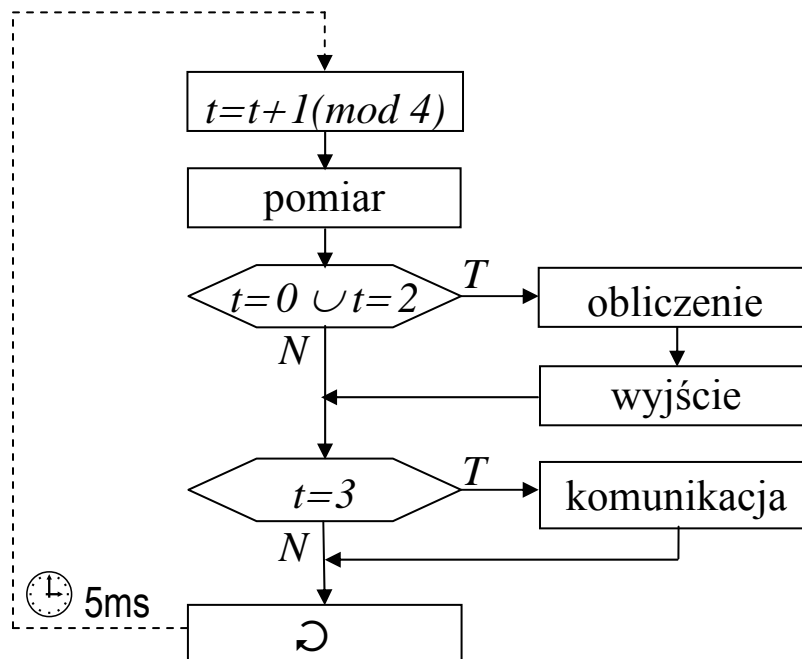 t=t+1(mod 4)
pomiar
t=0 ∪ t=2
T
obliczenie
N
wyjście
t=3
T
komunikacja
N
5ms